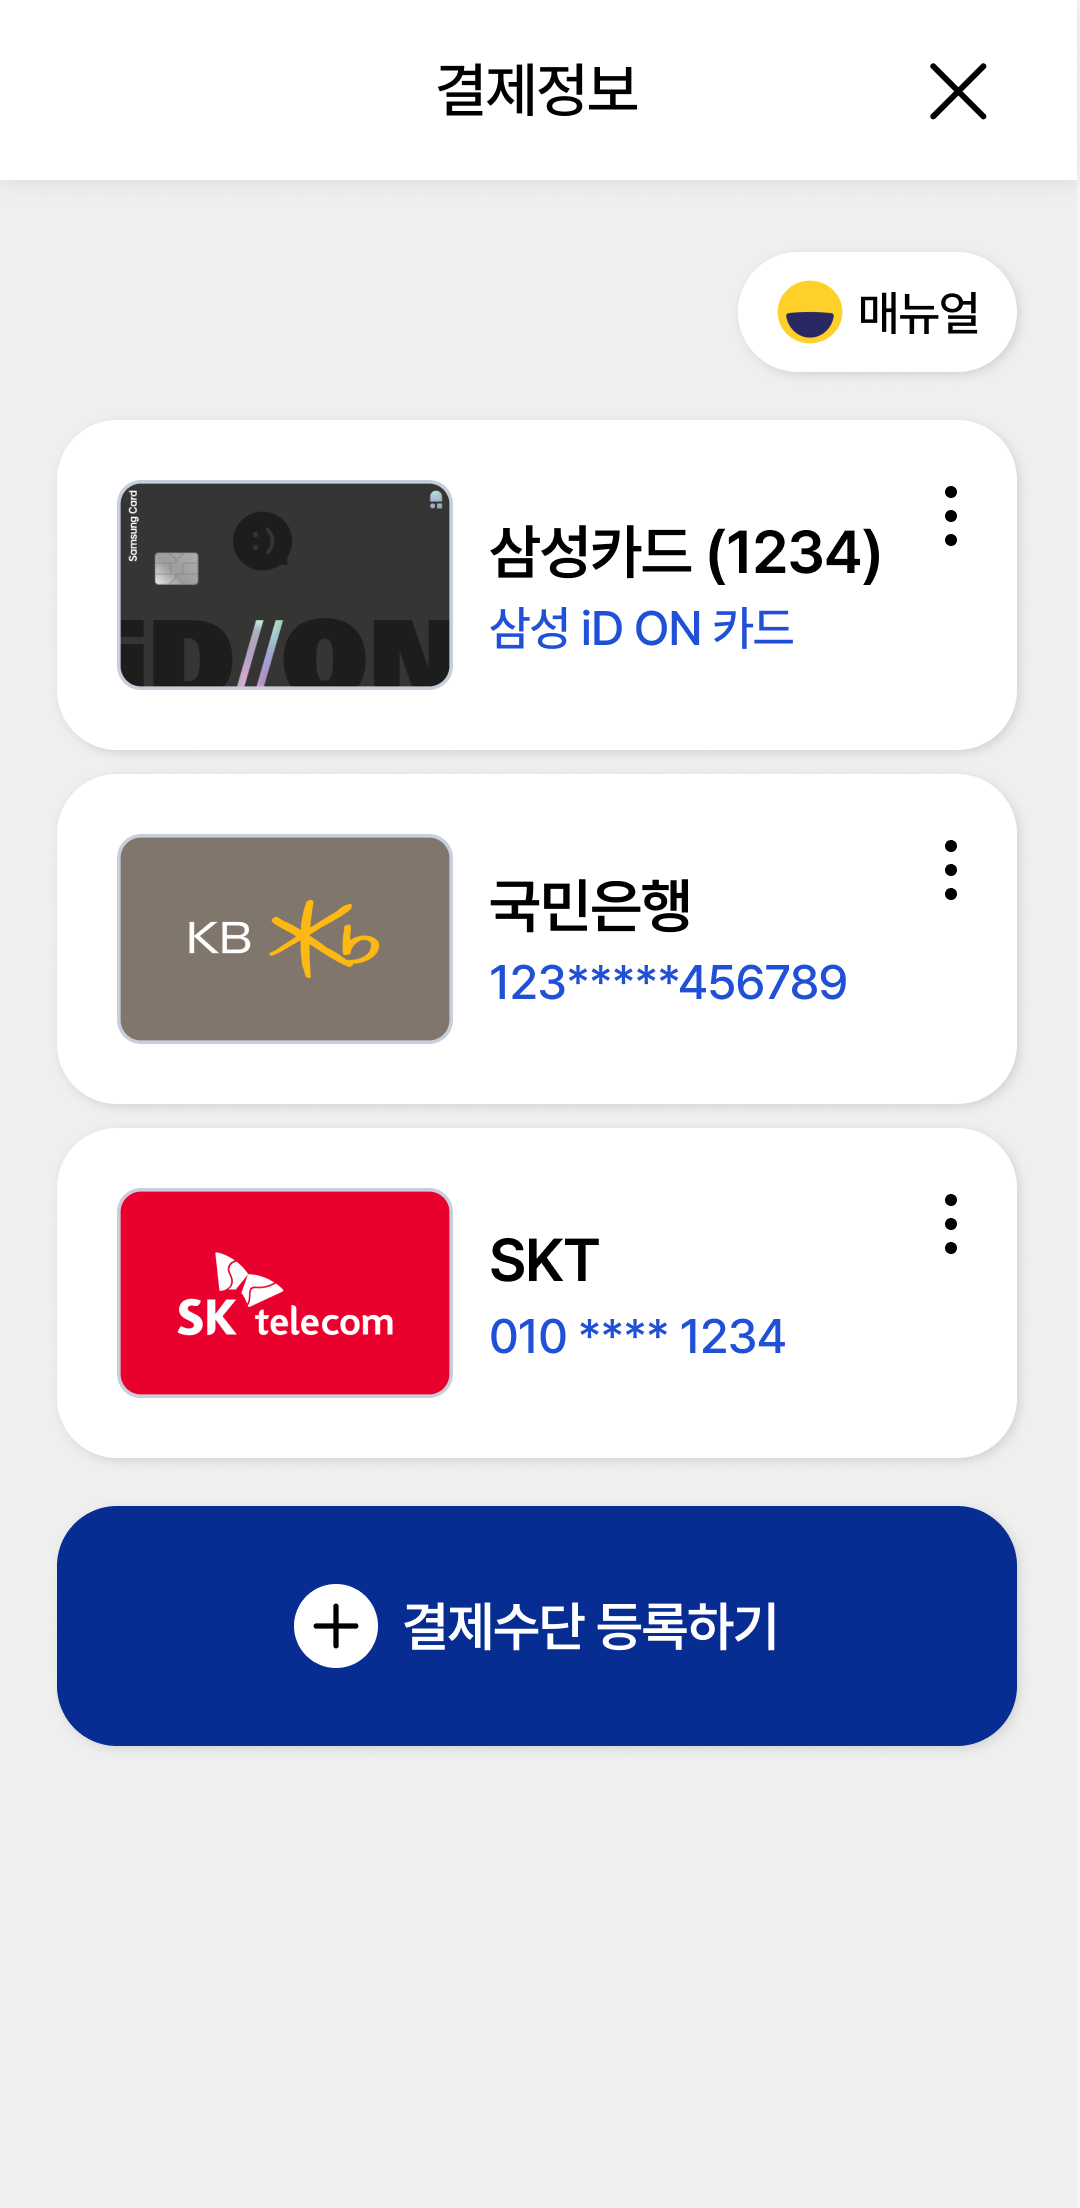 결제정보
매뉴얼
Samsung Card
iD//ON
삼성카드 (1234)
삼성 iD ON 카드
KB
국민은행
123*****456789
SK telecom
SKT
010 **** 1234
결제수단 등록하기